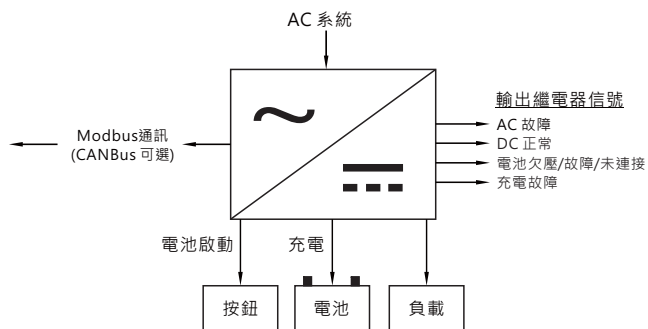 AC 系統
輸出繼電器信號
AC 故障
DC 正常
電池欠壓/故障/未連接
充電故障
Modbus通訊
(CANBus 可選)
電池啟動
充電
按鈕
電池
負載